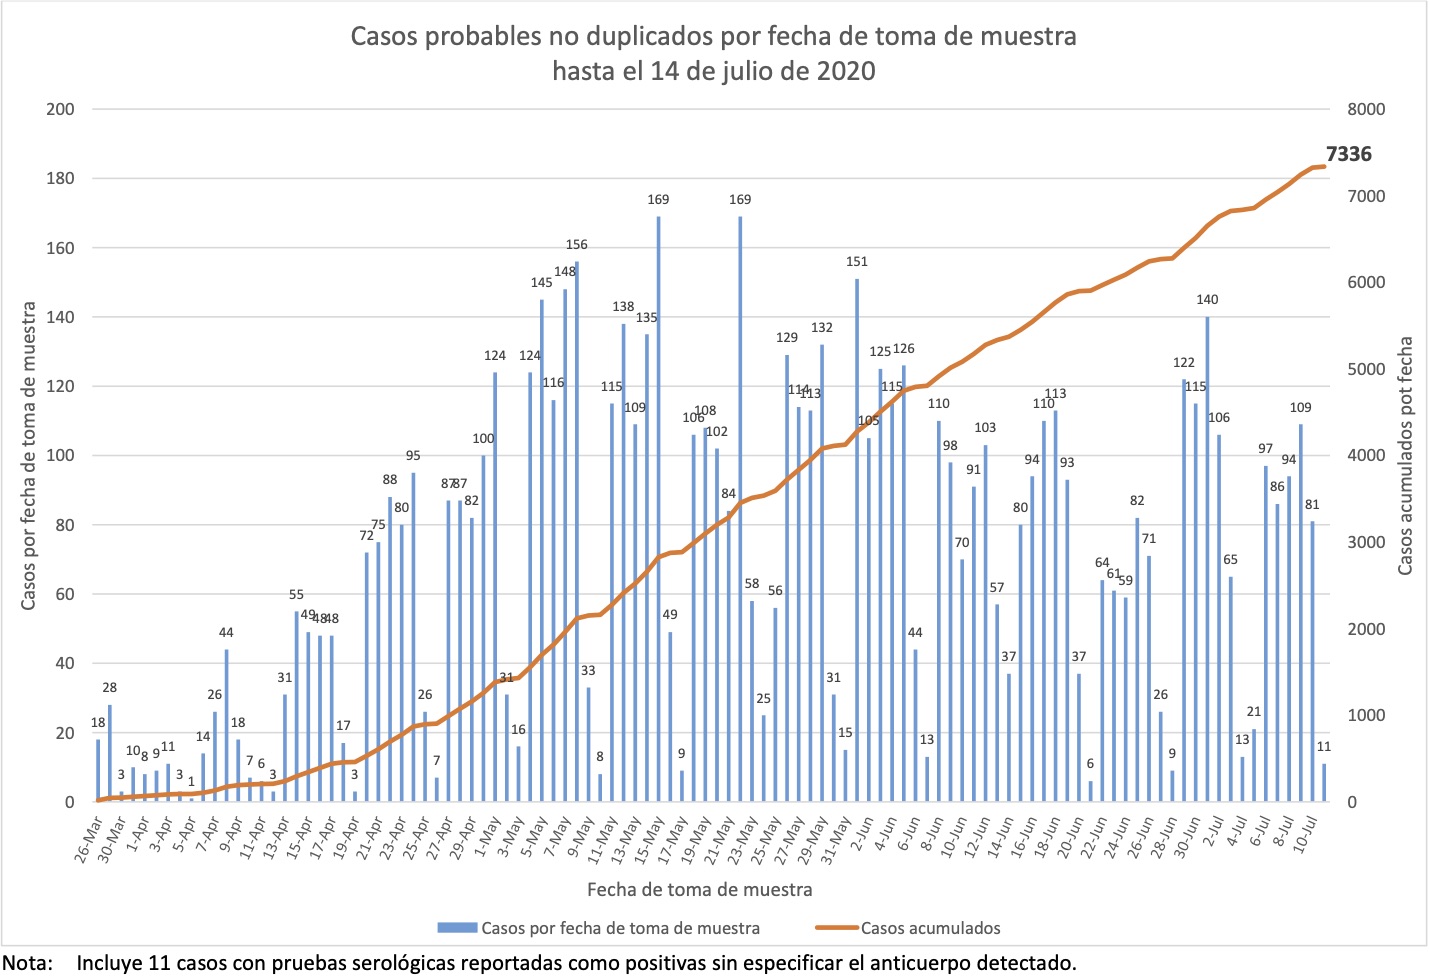 Casos probables no duplicados por fecha de toma de muestra
hasta el 14 de julio de 2020
200
180
160
140
120
100
80
60
40
20
0
Casos por fecha de toma de muestra
8000
7000
6000
5000
4000
3000
2000
1000
0
Casos acumulados pot fecha
7336
18
28
3
10
8
9
11
3
1
14
26
44
18
7
6
3
31
55
49
48
48
17
3
72
75
88
80
95
26
7
87
87
82
100
124
31
16
124
145
116
148
156
33
8
115
138
109
135
169
49
9
106
108
102
84
169
58
25
56
129
114
113
132
31
15
151
105
125
115
126
44
13
110
98
70
91
103
57
37
80
94
110
113
93
37
6
64
61
59
82
71
26
9
122
115
140
106
65
13
21
97
86
94
109
81
11
26-Mar
30-Mar
1-Apr
3-Apr
5-Apr
7-Apr
9-Apr
11-Apr
13-Apr
15-Apr
17-Apr
19-Apr
21-Apr
23-Apr
25-Apr
27-Apr
29-Apr
1-May
3-May
5-May
7-May
9-May
11-May
13-May
15-May
17-May
19-May
21-May
23-May
25-May
27-May
29-May
31-May
2-Jun
4-Jun
6-Jun
8-Jun
10-Jun
12-Jun
14-Jun
16-Jun
18-Jun
20-Jun
22-Jun
24-Jun
26-Jun
28-Jun
30-Jun
2-Jul
4-Jul
6-Jul
8-Jul
10-Jul
Fecha de toma de muestra
Casos por fecha de toma de muestra
Casos acumulados
Nota: Incluye 11 casos con pruebas serológicas reportadas como positivas sin especificar el anticuerpo detectado.